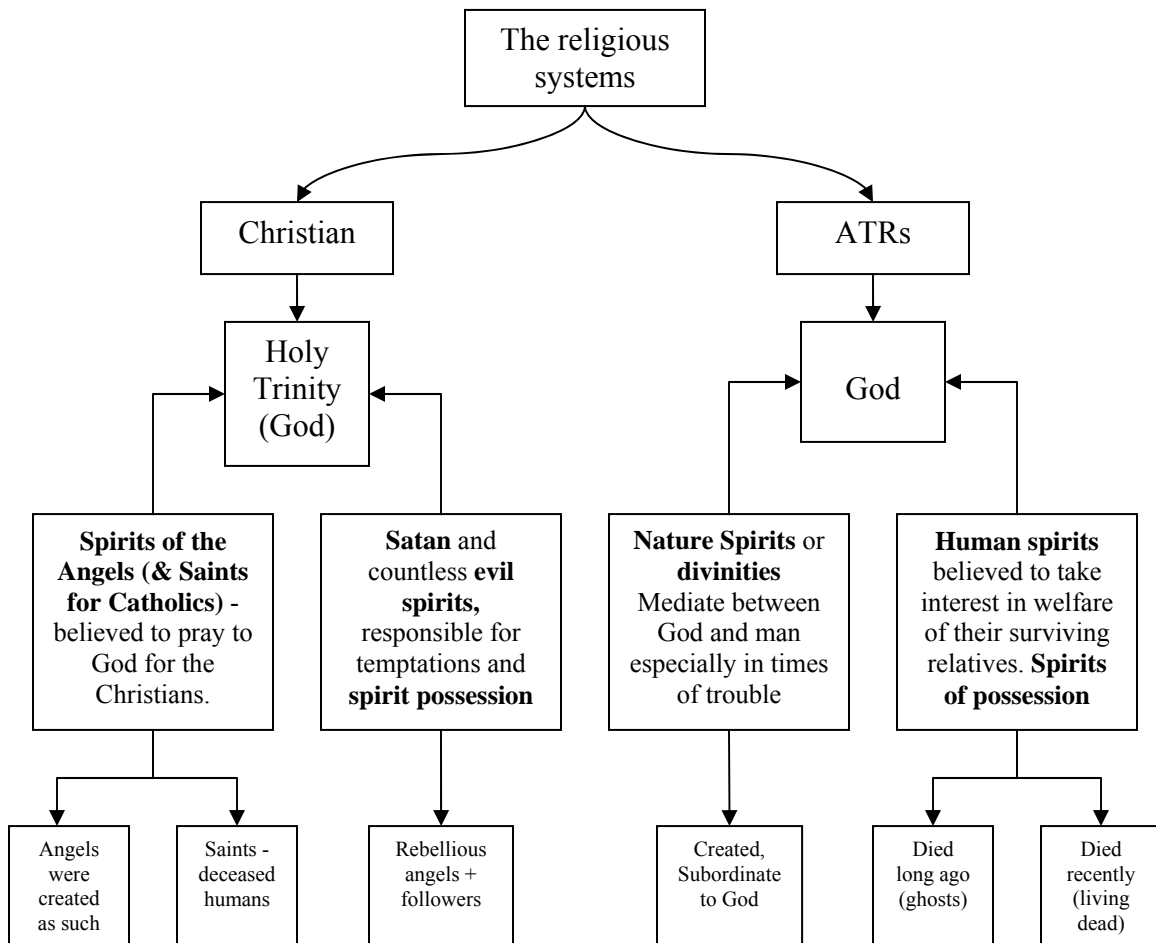 The religious
systems
Christian
ATRs
Holy
Trinity
(God)
God
Spirits of the
Angels (& Saints
for Catholics) -
believed to pray to
God for the
Christians.
Satan and
countless evil
spirits,
responsible for
temptations and
spirit possession
Nature Spirits or
divinities
Mediate between
God and man
especially in times
of trouble
Human spirits
believed to take
interest in welfare
of their surviving
relatives. Spirits
of possession
Angels
were
created
as such
Saints -
deceased
humans
Rebellious
angels +
followers
Created,
Subordinate
to God
Died
long ago
(ghosts)
Died
recently
(living
dead)